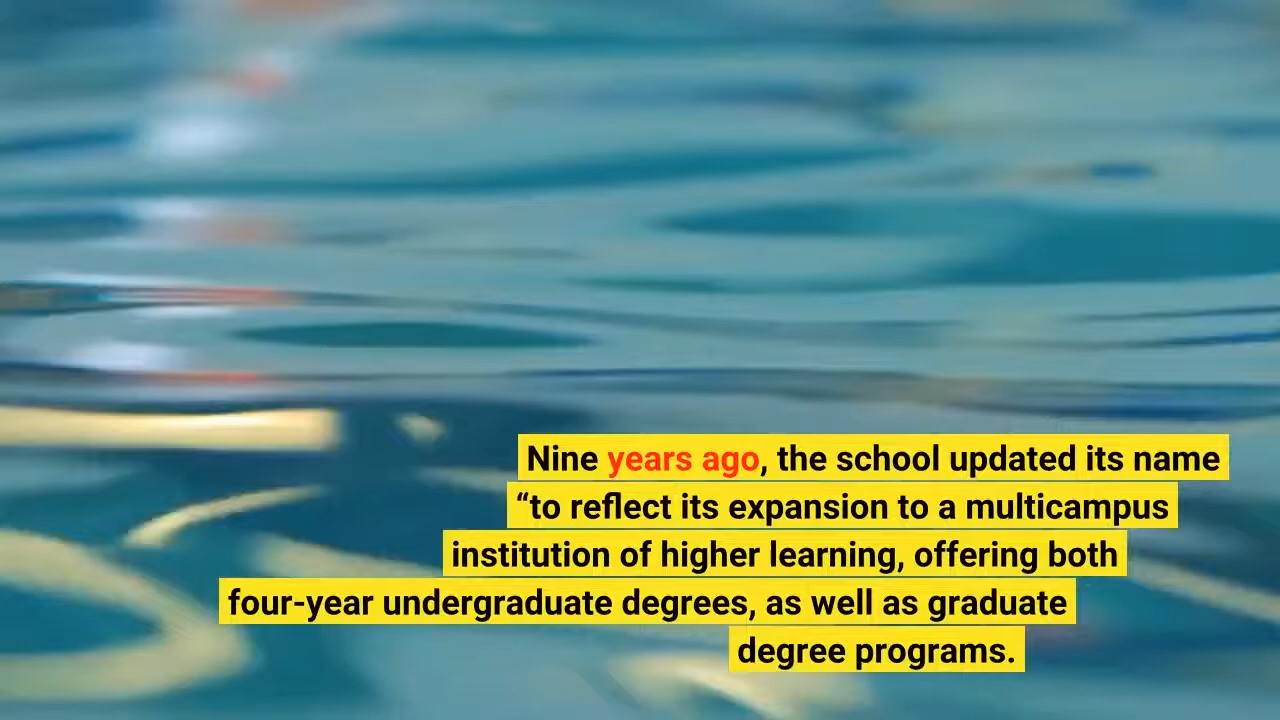 Nine years ago, the school updated its name
“to reflect its expansion to a multicampus
institution of higher learning, offering both
four-year undergraduate degrees, as well as graduate
degree programs.